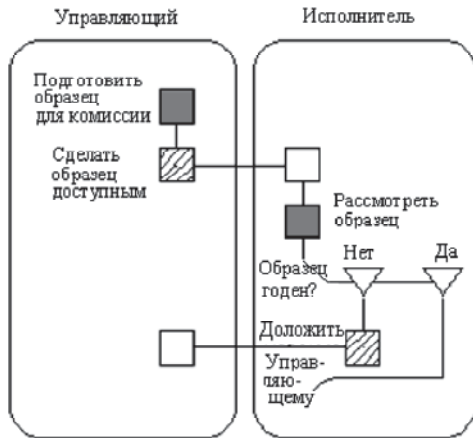 Управляющий
Исполнитель
Подготовить
образец
для комиссии
Сделать
образец
доступным
Рассмотреть
образец
Нет
Да
Образец
годен?
Доложить
Управ-
ляю-
щему